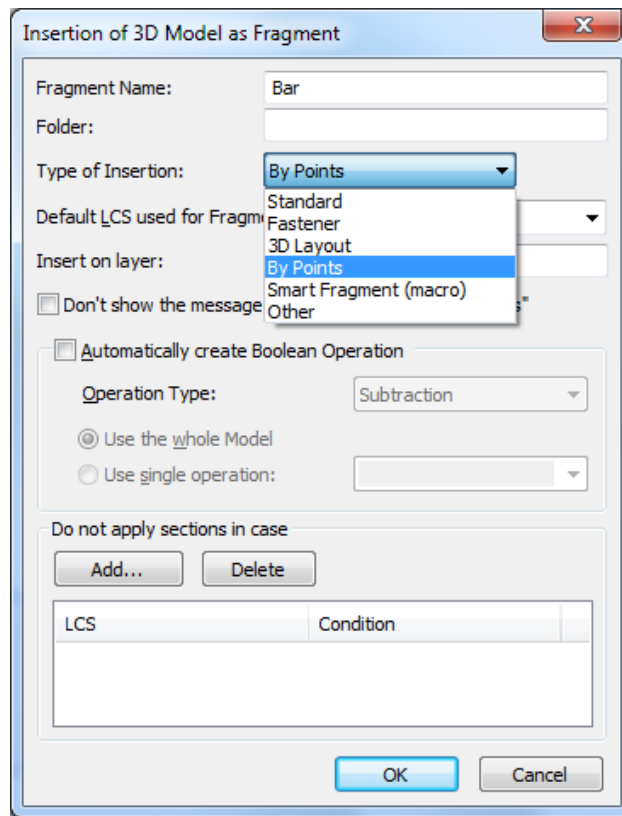 Insertion of 3D Model as Fragment
Fragment Name: Bar
Folder:
Type of Insertion: By Points
Standard
Default LCS used for
Fastener
3D Layout
Insert on layer:
By Points
Smart Fragment (macro)
Don't show the message
Other
Automatically create Boolean Operation
Operation Type: Subtraction
Use the whole Model
Use single operation:
Do not apply sections in case
Add... Delete
LCS Condition
OK Cancel